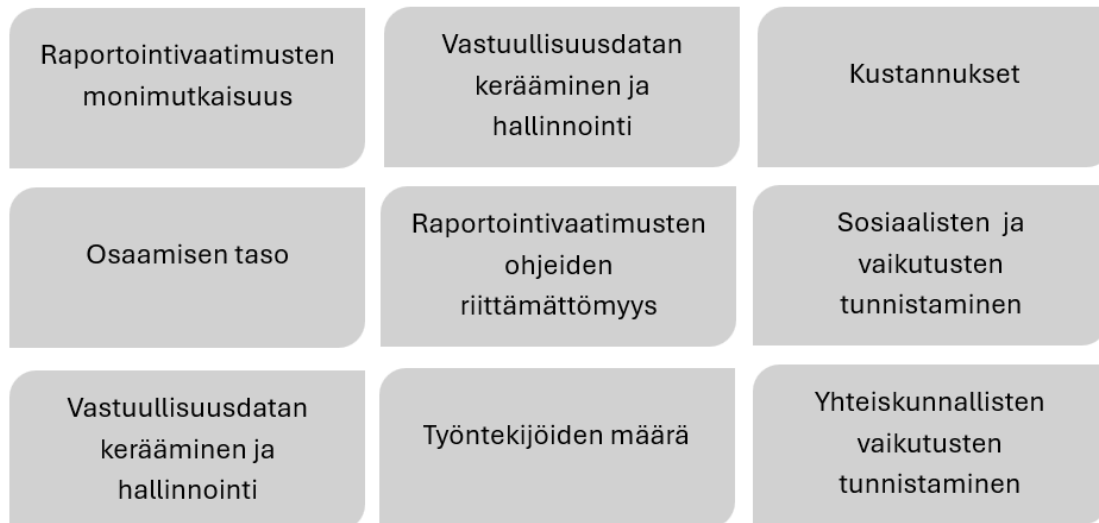 Raportointivaatimusten
monimutkaisuus
Vastuullisuusdatan
kerääminen ja
hallinnointi
Kustannukset
Osaamisen taso
Raportointivaatimusten
ohjeiden
riittämättömyys
Sosiaalisten ja
vaikutusten
tunnistaminen
Vastuullisuusdatan
kerääminen ja
hallinnointi
Työntekijöiden määrä
Yhteiskunnallisten
vaikutusten
tunnistaminen